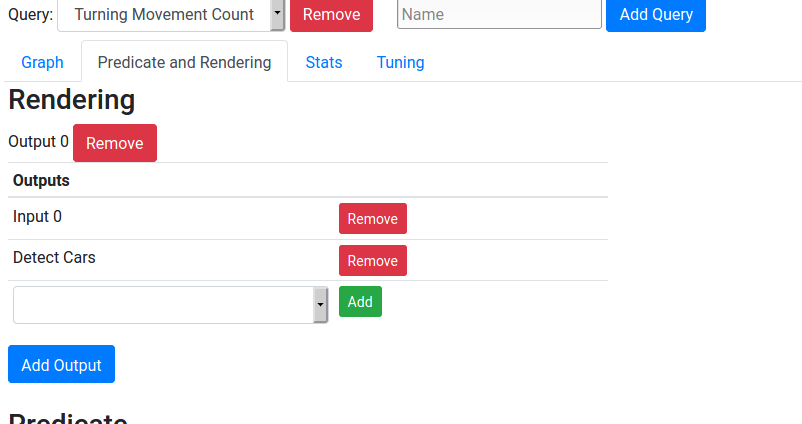 Query: Turning Movement Count Remove Name Add Query
Graph Predicate and Rendering Stats Tuning
Rendering
Output 0 Remove
Outputs
Input 0 Remove
Detect Cars Remove
Add
Add Output
Predicate